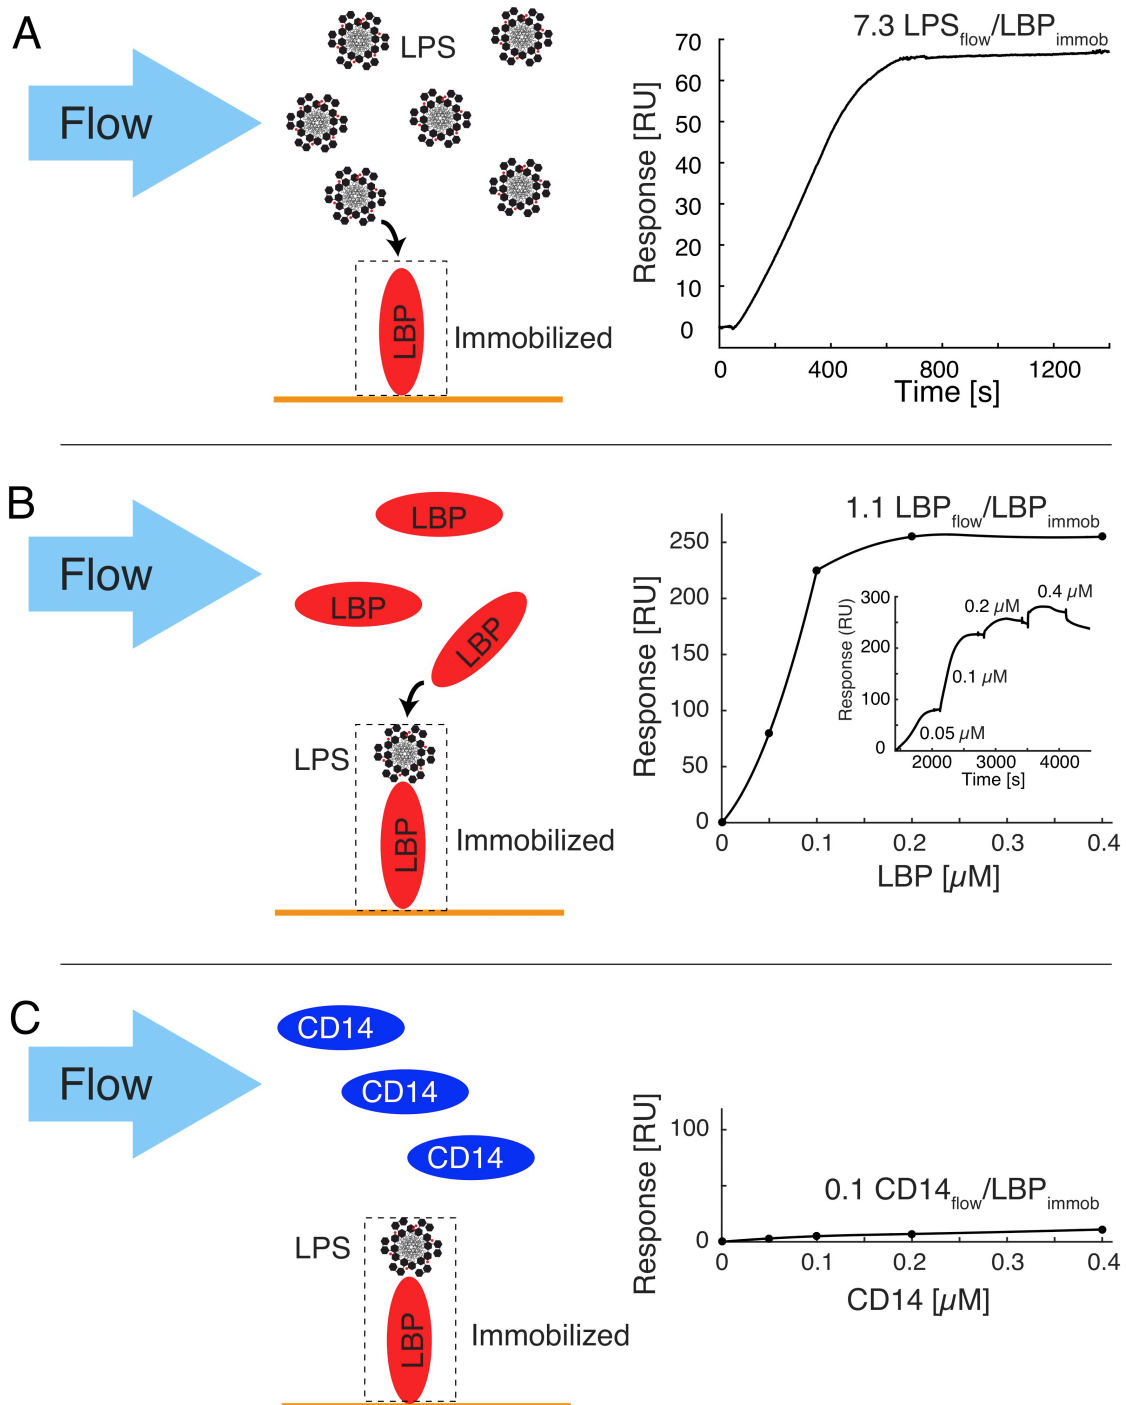 A
Flow
LPS
LBP
Immobilized
7.3 LPSflow/LBPimmob
Response [RU]
70
60
50
40
30
20
10
0
0 400 800 1200
Time [s]
B
Flow
LBP
LBP
LBP
LPS
LBP
Immobilized
1.1 LBPflow/LBPimmob
Response [RU]
250
200
150
100
50
0
0 0.1 0.2 0.3 0.4
LBP [µM]
Response (RU)
300
200
100
0
0.05 µM
0.1 µM
0.2 µM
0.4 µM
2000 3000 4000
Time [s]
C
Flow
CD14
CD14
CD14
LPS
LBP
Immobilized
Response [RU]
100
0
0.1 CD14flow/LBPimmob
0 0.1 0.2 0.3 0.4
CD14 [µM]